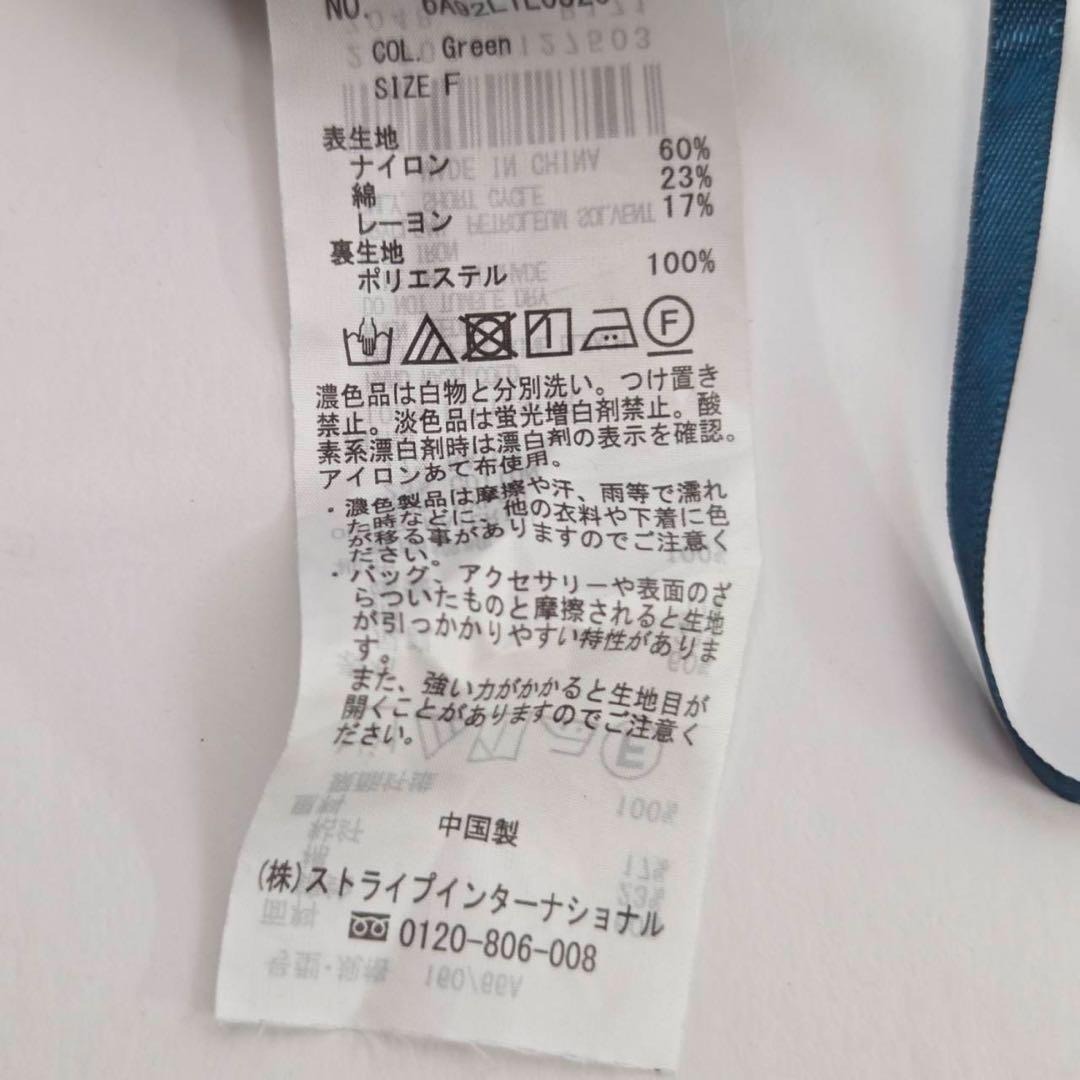 NO.
COL. Green
SIZE F
表生地
ナイロン 60%
綿 23%
レーヨン 17%
裏生地
ポリエステル 100%
F
濃色品は白物と分別洗い。つけ置き
禁止。淡色品は蛍光増白剤禁止。酸
素系漂白剤時は漂白剤の表示を確認。
アイロンあて布使用。
・濃色製品は摩擦や汗、雨等で濡れ
た時などに、他の衣料や下着に色
が移る事がありますのでご注意く
ださい。
・バッグ、アクセサリーや表面のざ
らついたものと摩擦されると生地
が引っかかりやすい特性がありま
す。
また、強い力がかかると生地目が
開くことがありますのでご注意く
ださい。
中国製
(株)ストライプインターナショナル
0120-806-008